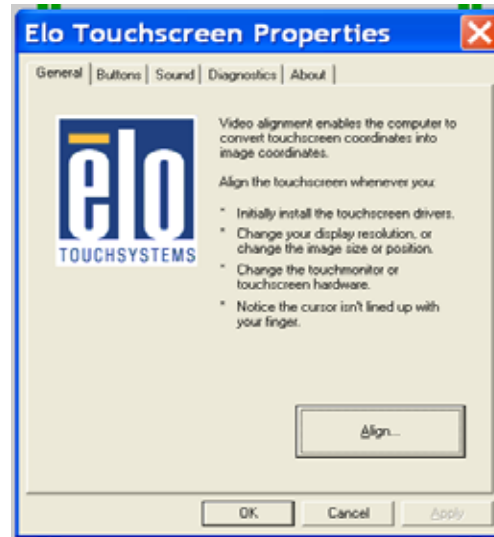 Elo Touchscreen Properties
General Buttons Sound Diagnostics About
Video alignment enables the computer to
convert touchscreen coordinates into
image coordinates.
Align the touchscreen whenever you:
* Initially install the touchscreen drivers.
* Change your display resolution, or
change the image size or position.
* Change the touchmonitor or
touchscreen hardware.
* Notice the cursor isn't lined up with
your finger.
ēlo
TOUCHSYSTEMS
Align...
OK Cancel Apply